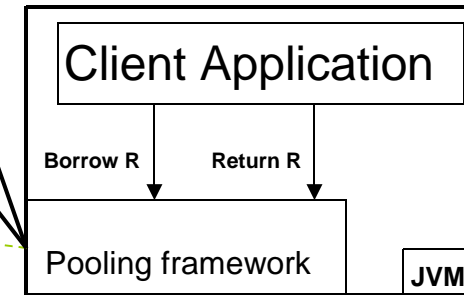 Client Application
Borrow R Return R
Pooling framework
JVM